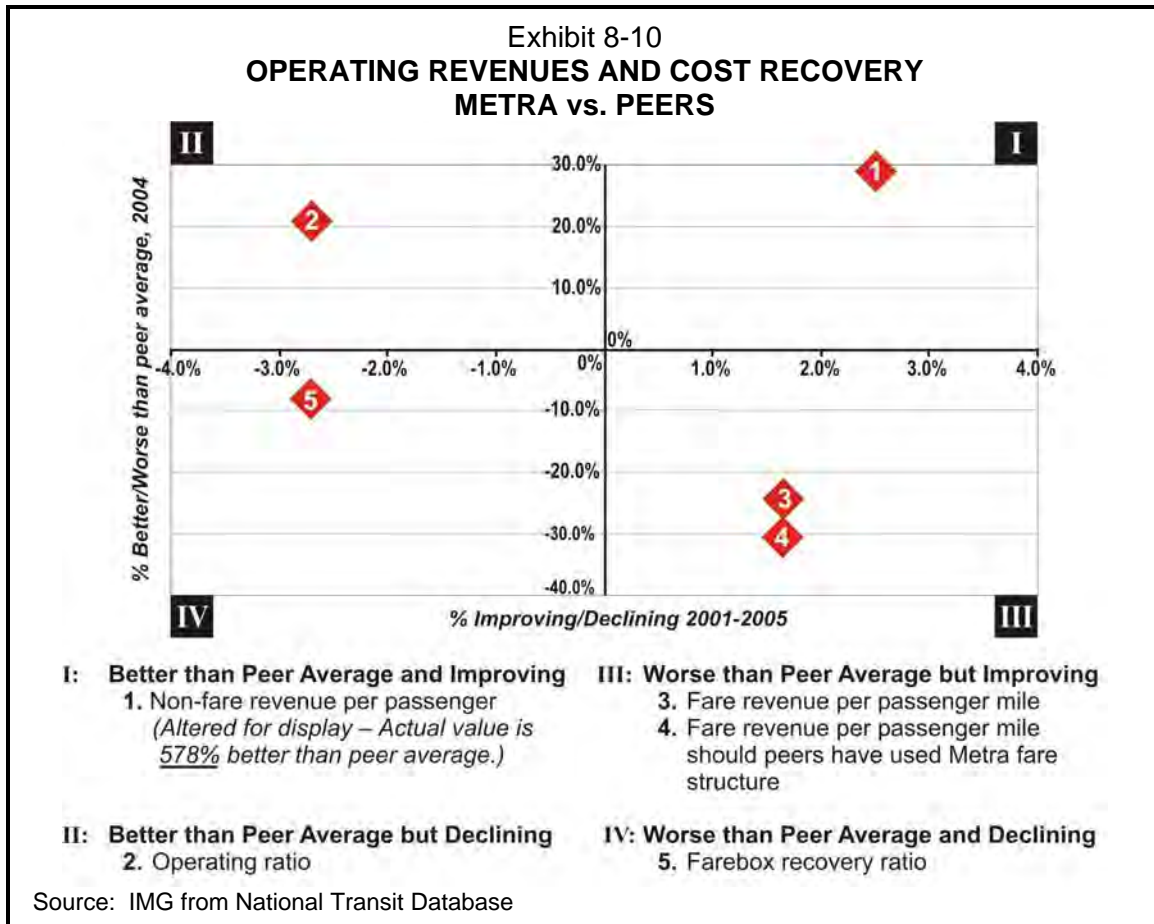 Exhibit 8-10
OPERATING REVENUES AND COST RECOVERY
METRA vs. PEERS
II
I
% Better/Worse than peer average, 2004
30.0%
20.0%
10.0%
0%
-4.0%
-3.0%
-2.0%
-1.0%
0%
1.0%
2.0%
3.0%
4.0%
-10.0%
-20.0%
-30.0%
-40.0%
1
2
5
3
4
IV
% Improving/Declining 2001-2005
III
I: Better than Peer Average and Improving
1. Non-fare revenue per passenger
(Altered for display – Actual value is
578% better than peer average.)
III: Worse than Peer Average but Improving
3. Fare revenue per passenger mile
4. Fare revenue per passenger mile
should peers have used Metra fare
structure
II: Better than Peer Average but Declining
2. Operating ratio
IV: Worse than Peer Average and Declining
5. Farebox recovery ratio
Source: IMG from National Transit Database